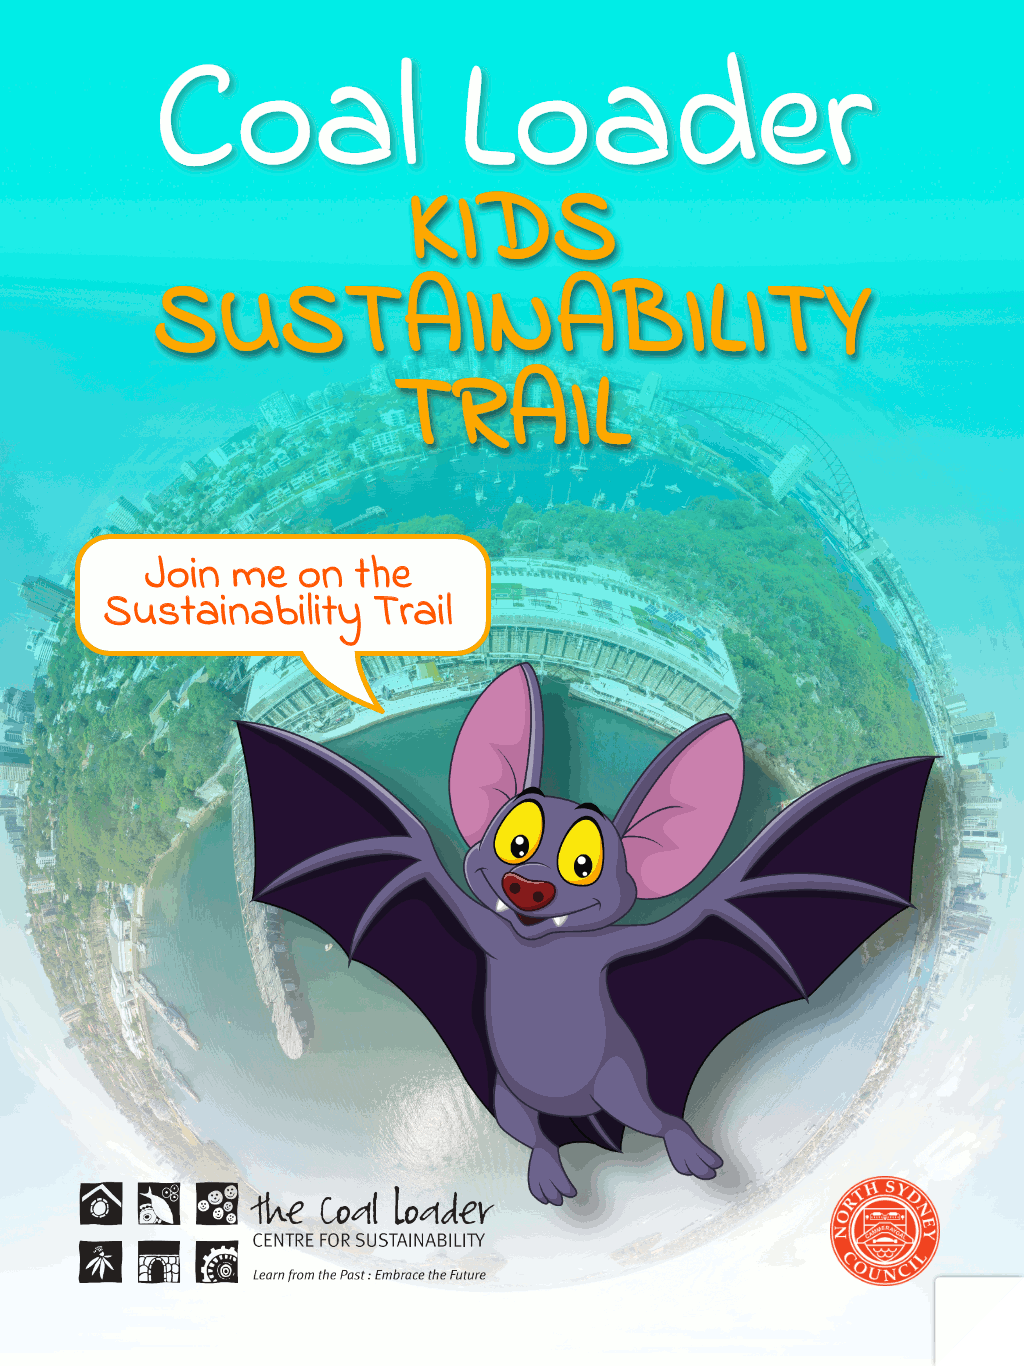 Coal Loader
KIDS
SUSTAINABILITY
TRAIL
Join me on the
Sustainability Trail
the Coal Loader
CENTRE FOR SUSTAINABILITY
Learn from the Past : Embrace the Future
NORTH SYDNEY
COUNCIL